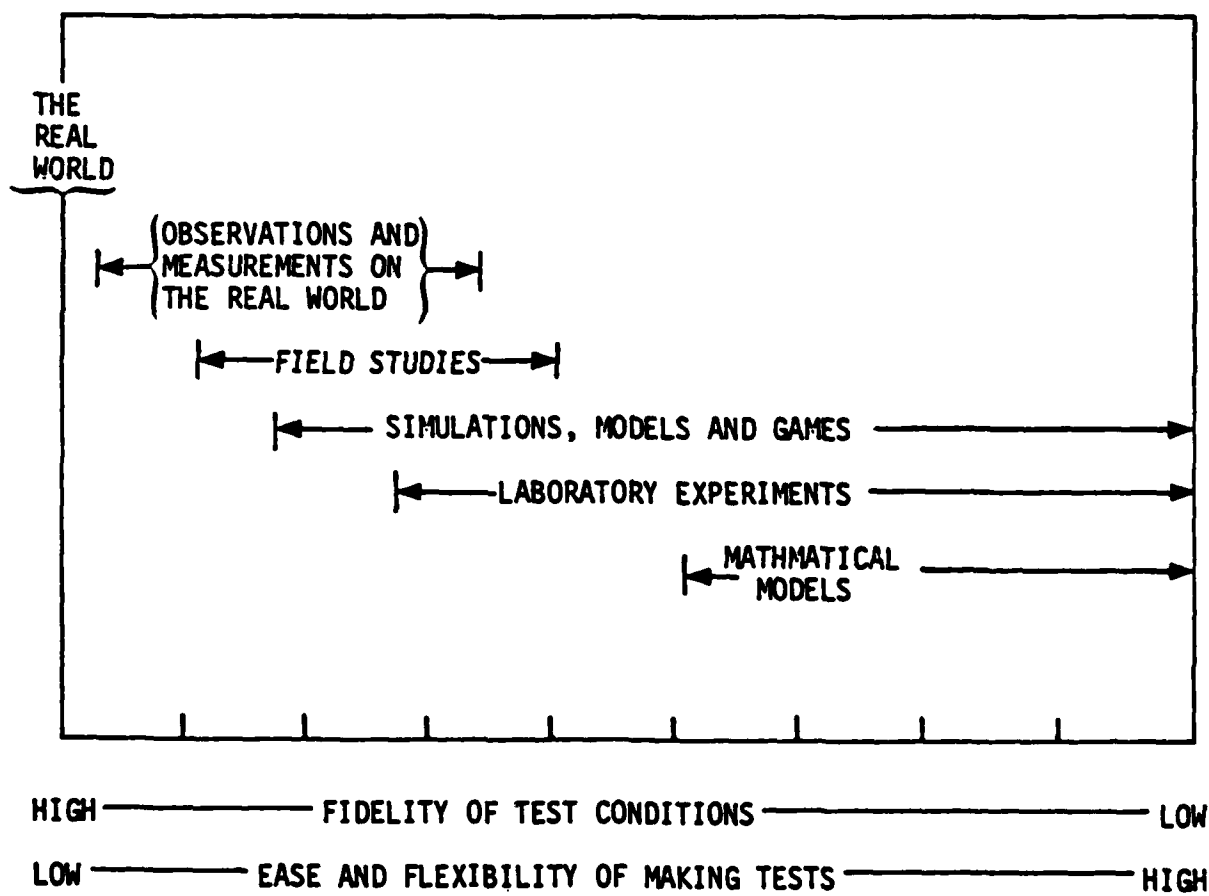 THE
REAL
WORLD
OBSERVATIONS AND
MEASUREMENTS ON
THE REAL WORLD
FIELD STUDIES
SIMULATIONS, MODELS AND GAMES
LABORATORY EXPERIMENTS
MATHMATICAL
MODELS
HIGH FIDELITY OF TEST CONDITIONS LOW
LOW EASE AND FLEXIBILITY OF MAKING TESTS HIGH